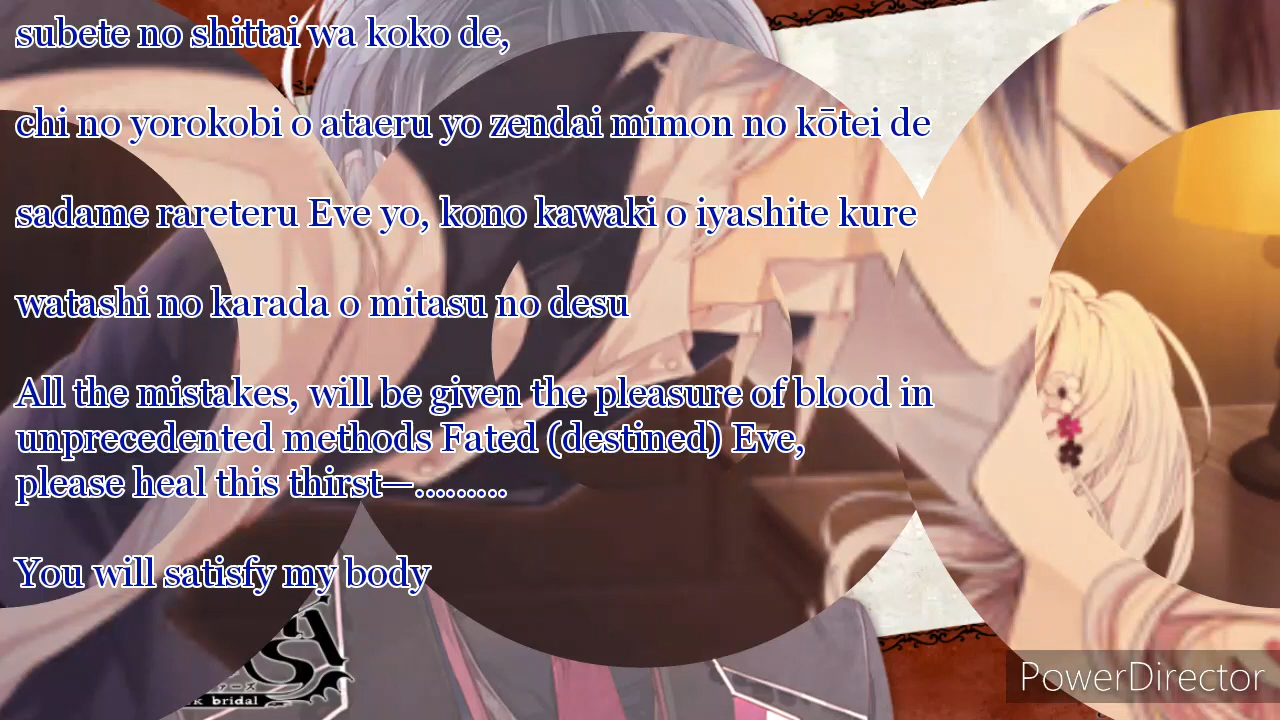 subete no shittai wa koko de,
chi no yorokobi o ataeru yo zendai mimon no kōtei de
sadame rareteru Eve yo, kono kawaki o iyashite kure
watashi no karada o mitasu no desu
All the mistakes, will be given the pleasure of blood in
unprecedented methods Fated (destined) Eve,
please heal this thirst—.........
You will satisfy my body
bridal
PowerDirector